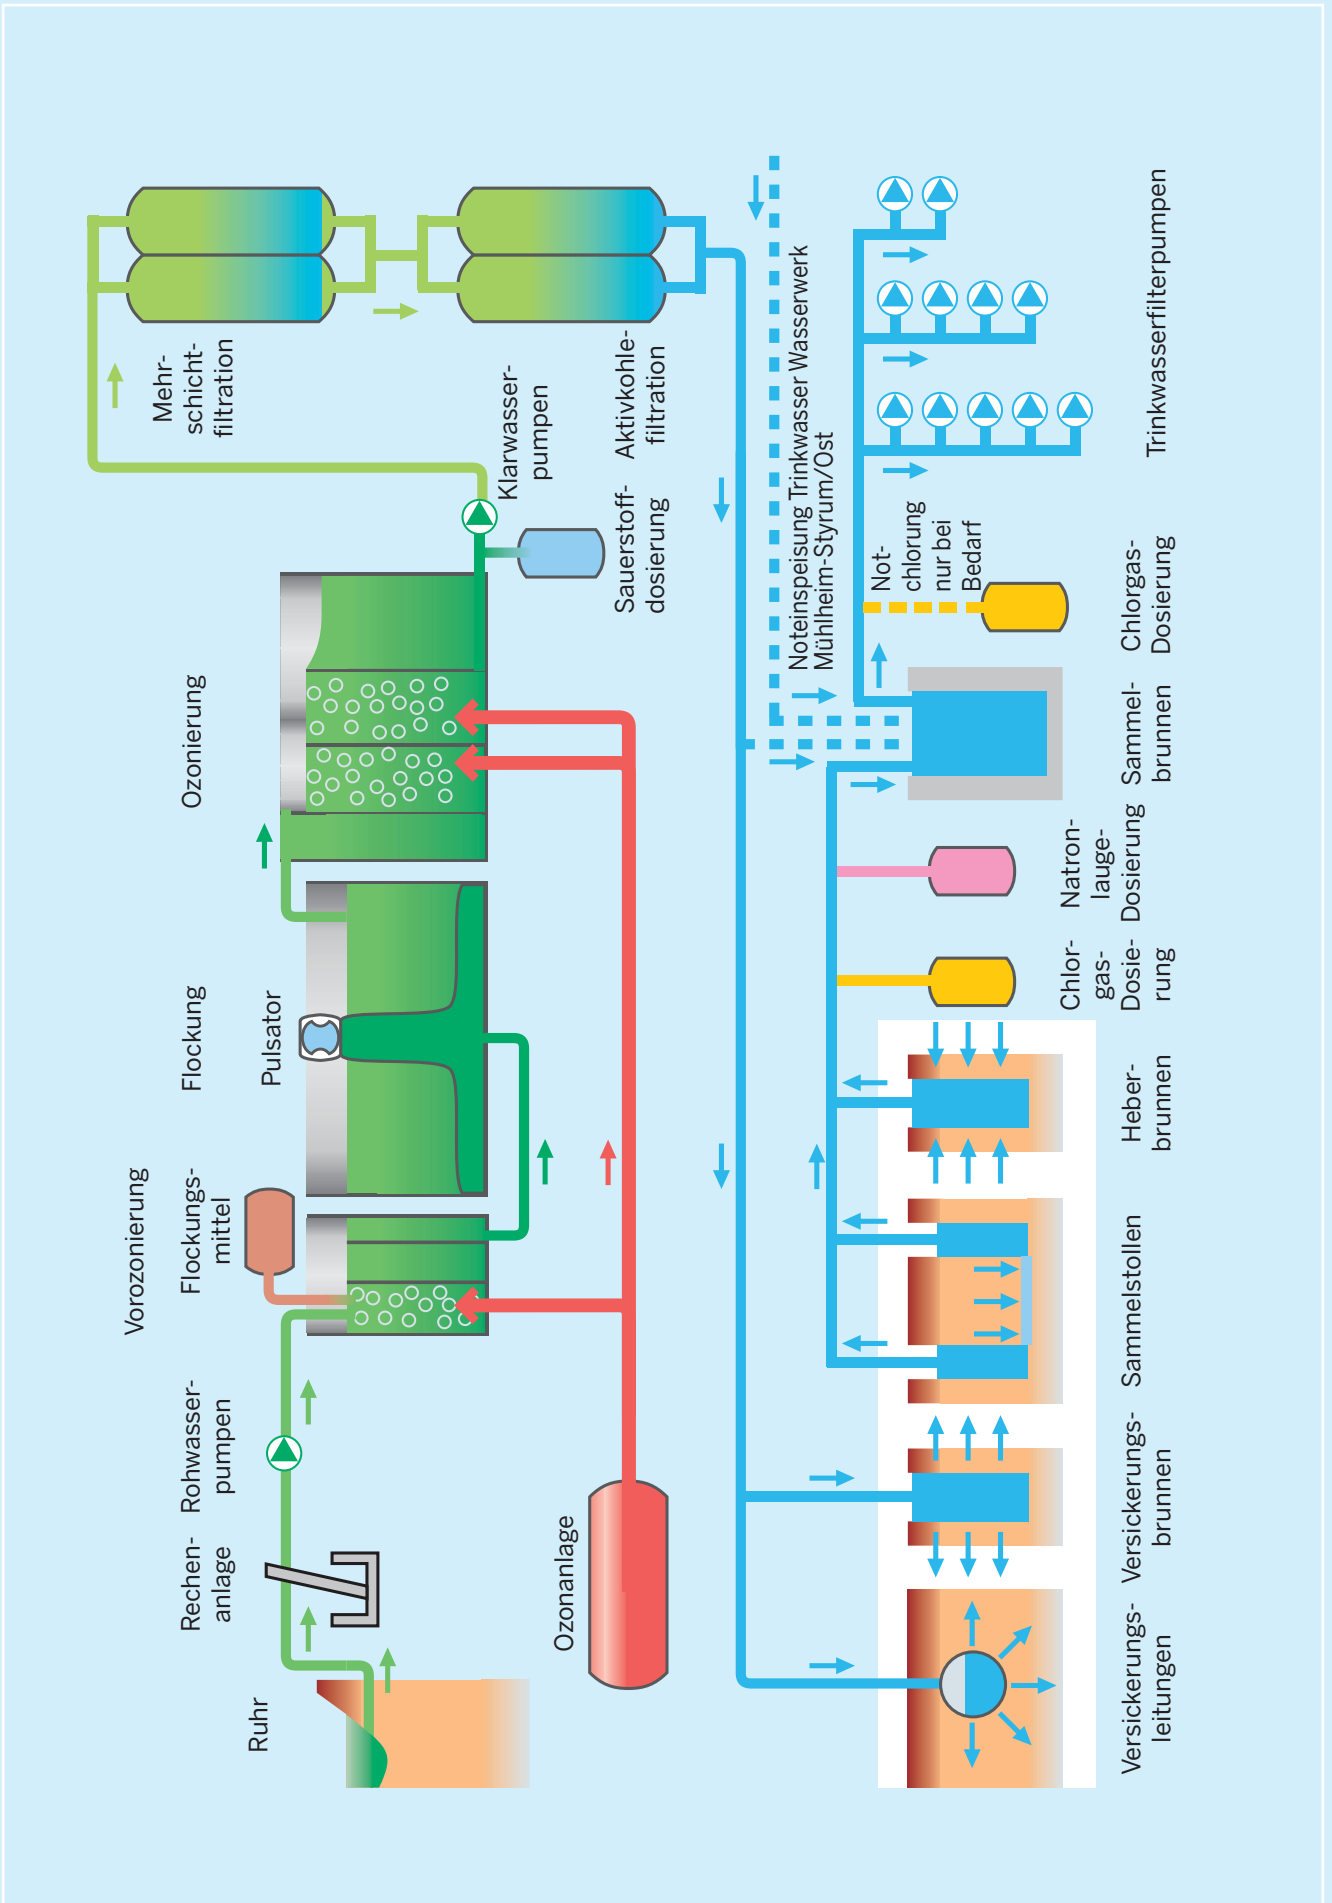 Ruhr
Rechen-
anlage
Rohwasser-
pumpen
Vorozonierung
Flockungs-
mittel
Flockung
Pulsator
Ozonierung
Mehr-
schicht-
filtration
Klarwasser-
pumpen
Sauerstoff-
dosierung
Aktivkohle-
filtration
Ozonanlage
Noteinspeisung Trinkwasser Wasserwerk
Mühlheim-Styrum/Ost
Not-
chlorung
nur bei
Bedarf
Versickerungs-
leitungen
Versickerungs-
brunnen
Sammelstollen
Heber-
brunnen
Chlor-
gas-
Dosie-
rung
Natron-
lauge-
Dosierung
Sammel-
brunnen
Chlorgas-
Dosierung
Trinkwasserfilterpumpen